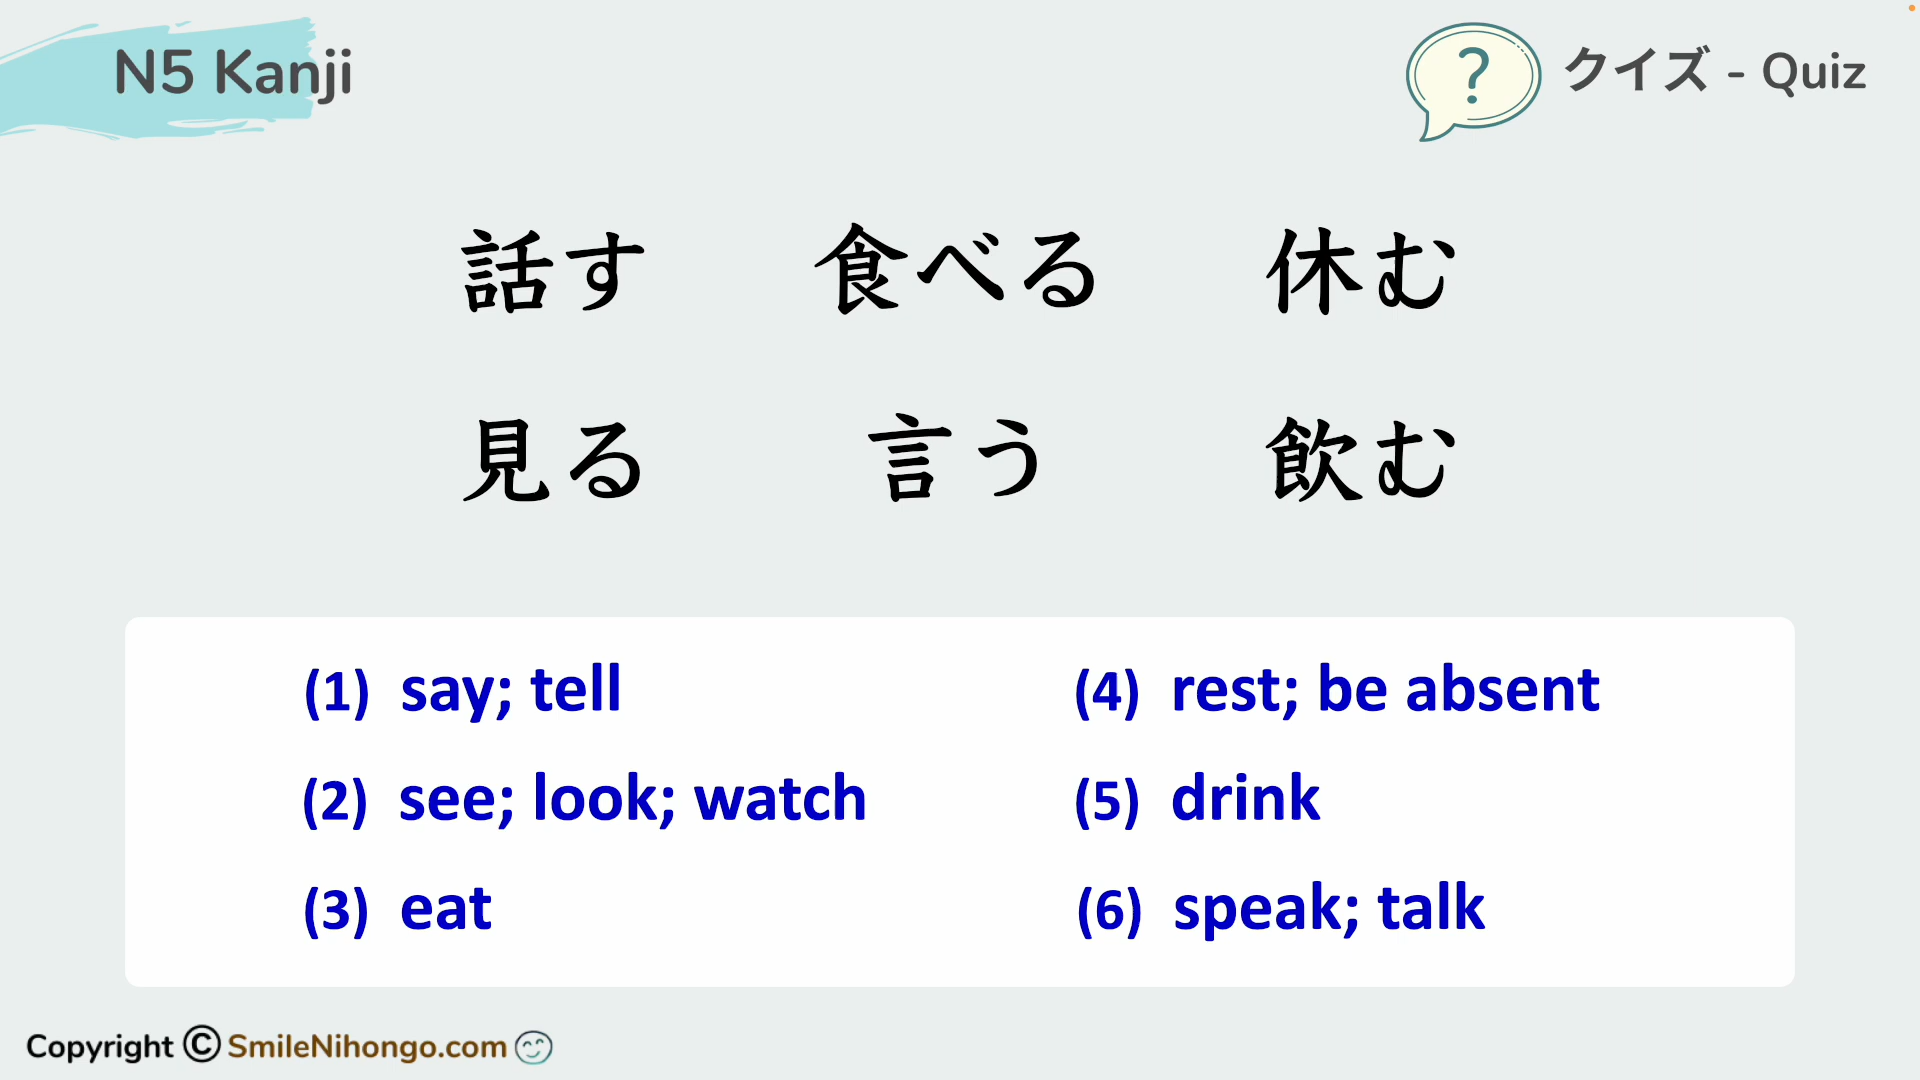 N5 Kanji
クイズ - Quiz
話す 食べる 休む
見る 言う 飲む
(1) say; tell
(2) see; look; watch
(3) eat
(4) rest; be absent
(5) drink
(6) speak; talk
Copyright © SmileNihongo.com